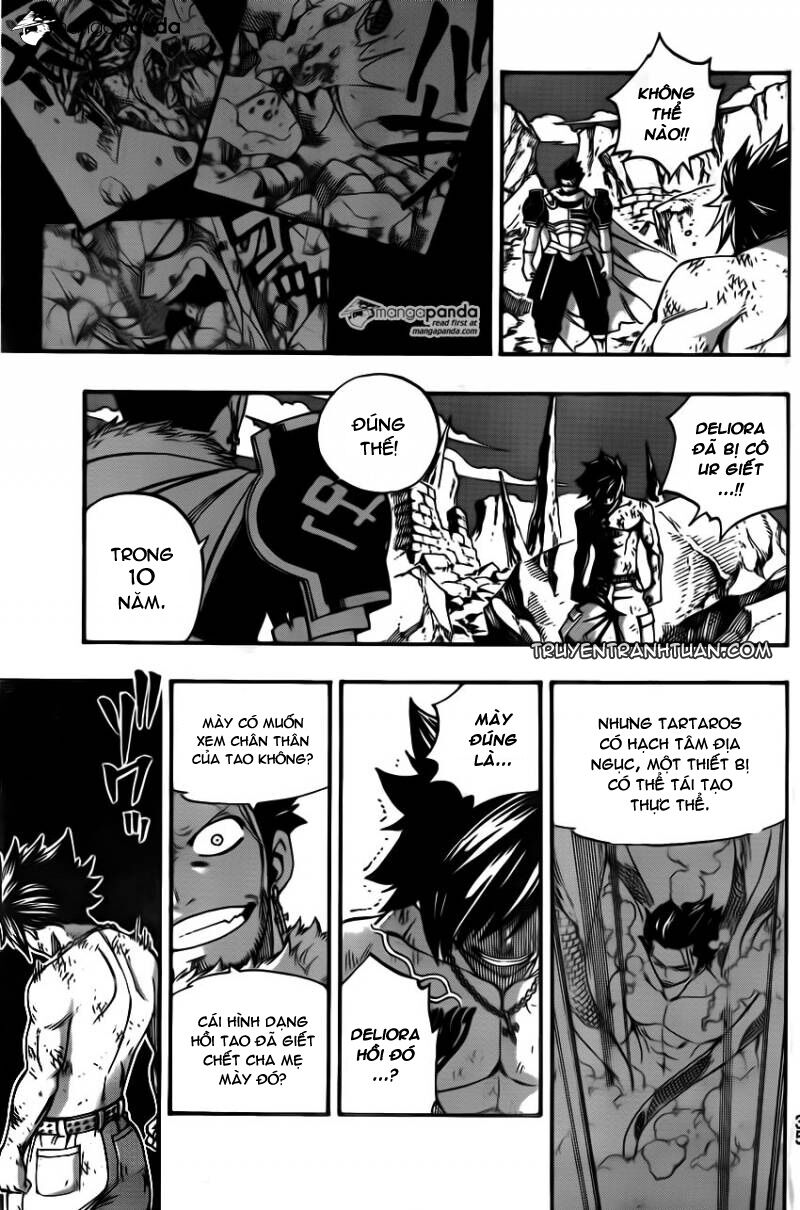 mangapanda
KHÔNG
THỂ
NÀO!!
mangapanda
read first at
mangapanda.com
DELIORA
ĐÃ BỊ CÔ
UR GIẾT
...!!
ĐÚNG
THẾ!
TRONG
10
NĂM.
TRUYENTRANHTUAN.COM
NHƯNG TARTAROS
CÓ HẠCH TÂM ĐỊA
NGỤC, MỘT THIẾT BỊ
CÓ THỂ TÁI TẠO
THỰC THỂ.
MÀY
ĐÚNG
LÀ...
DELIORA
HỒI ĐÓ
...?
MÀY CÓ MUỐN
XEM CHÂN THÂN
CỦA TAO KHÔNG?
CÁI HÌNH DẠNG
HỒI TAO ĐÃ GIẾT
CHẾT CHA MẸ
MÀY ĐÓ?